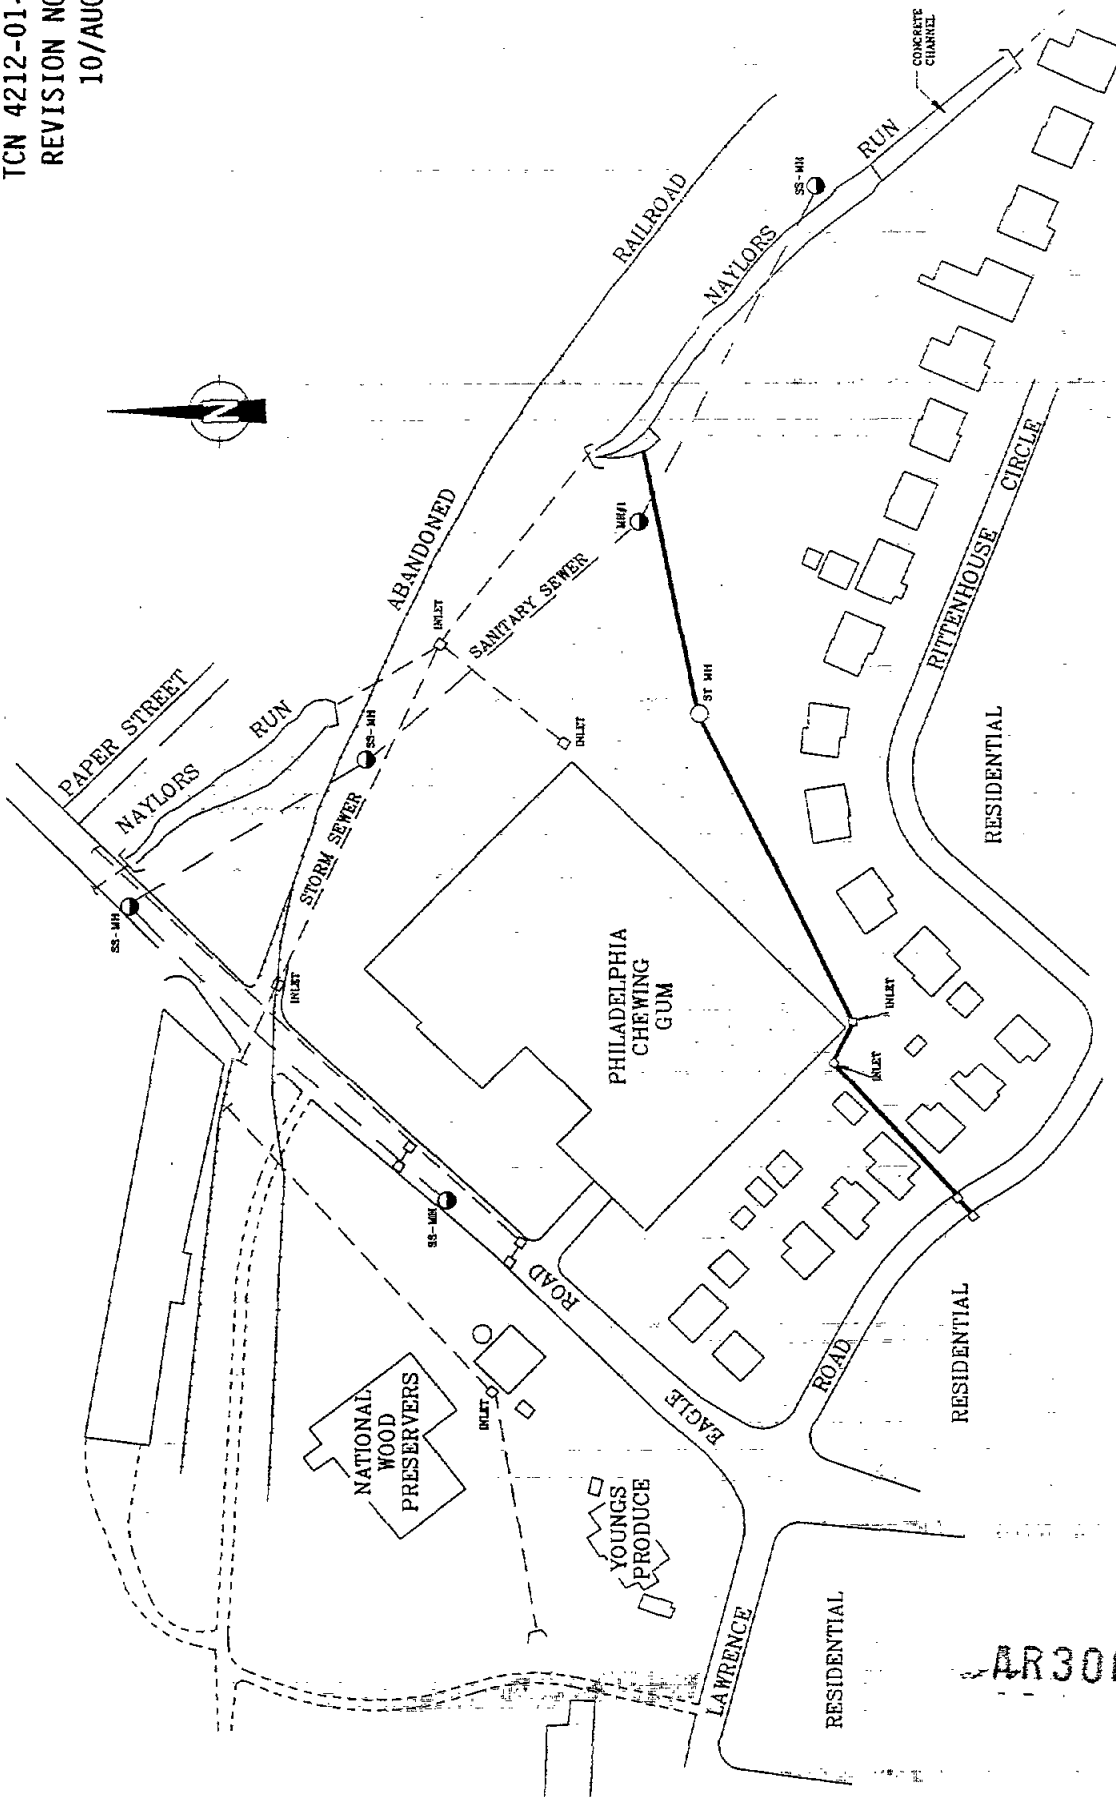 TCN 4212-01-
REVISION NO
10/AUG
CONCRETE
CHANNEL
RAILROAD
RUN
SS-MH
NAYLORS
N
ABANDONED
MH#1
SANITARY SEWER
INLET
RITTENHOUSE CIRCLE
PAPER STREET
NAYLORS RUN
SS-MH
ST MH
INLET
RESIDENTIAL
STORM SEWER
SS-MH
INLET
PHILADELPHIA
CHEWING
GUM
INLET
INLET
SS-MH
ROAD
NATIONAL
WOOD
PRESERVERS
INLET
EAGLE
ROAD
RESIDENTIAL
YOUNGS
PRODUCE
LAWRENCE
RESIDENTIAL
AR30